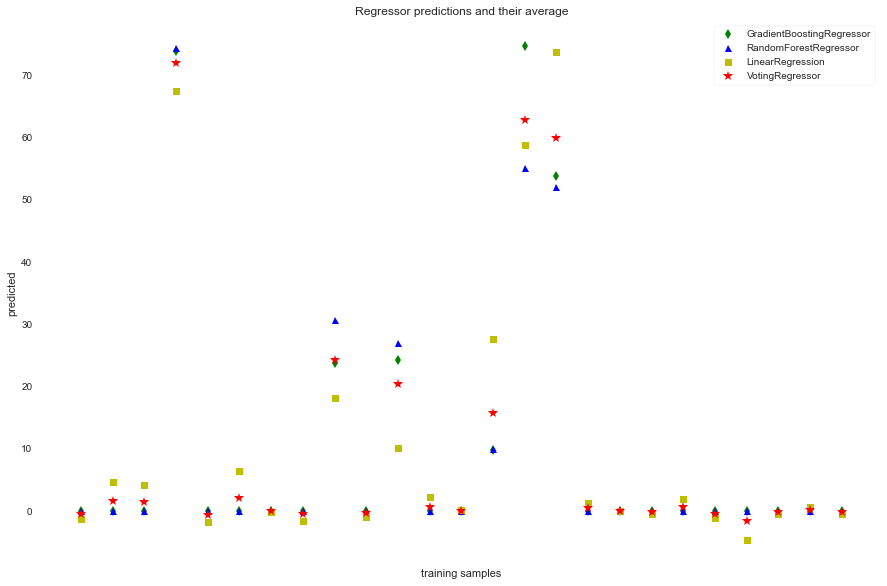 Regressor predictions and their average
GradientBoostingRegressor
RandomForestRegressor
LinearRegression
VotingRegressor
70
60
50
40
30
20
10
0
predicted
training samples